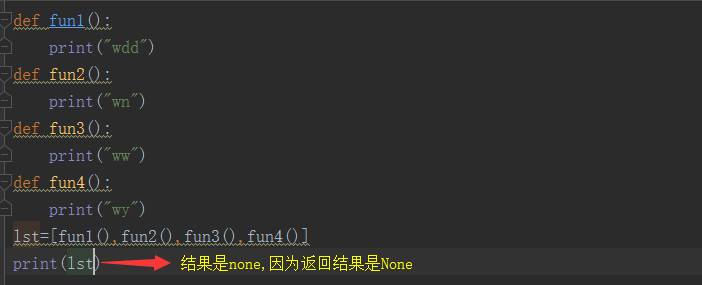 def fun1():
    print("wdd")
def fun2():
    print("wn")
def fun3():
    print("ww")
def fun4():
    print("wy")
lst=[fun1(),fun2(),fun3(),fun4()]
print(lst) 结果是none,因为返回结果是None